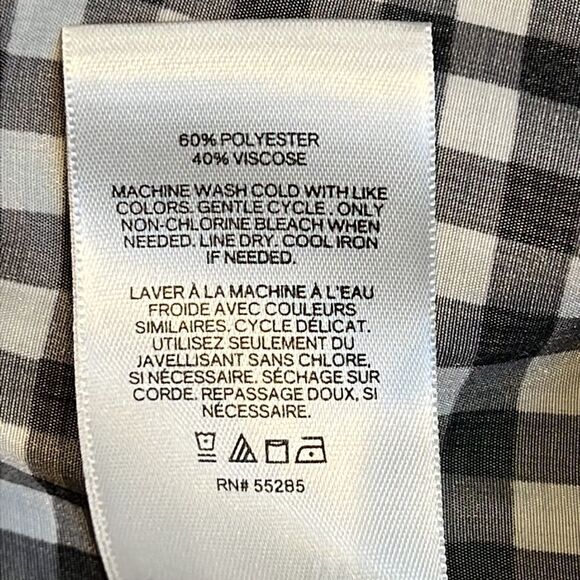 60% POLYESTER
40% VISCOSE
MACHINE WASH COLD WITH LIKE
COLORS. GENTLE CYCLE. ONLY
NON-CHLORINE BLEACH WHEN
NEEDED. LINE DRY. COOL IRON
IF NEEDED.
LAVER À LA MACHINE À L'EAU
FROIDE AVEC COULEURS
SIMILAIRES. CYCLE DÉLICAT.
UTILISEZ SEULEMENT DU
JAVELLISANT SANS CHLORE,
SI NÉCESSAIRE. SÉCHAGE SUR
CORDE. REPASSAGE DOUX, SI
NÉCESSAIRE.
RN# 55285